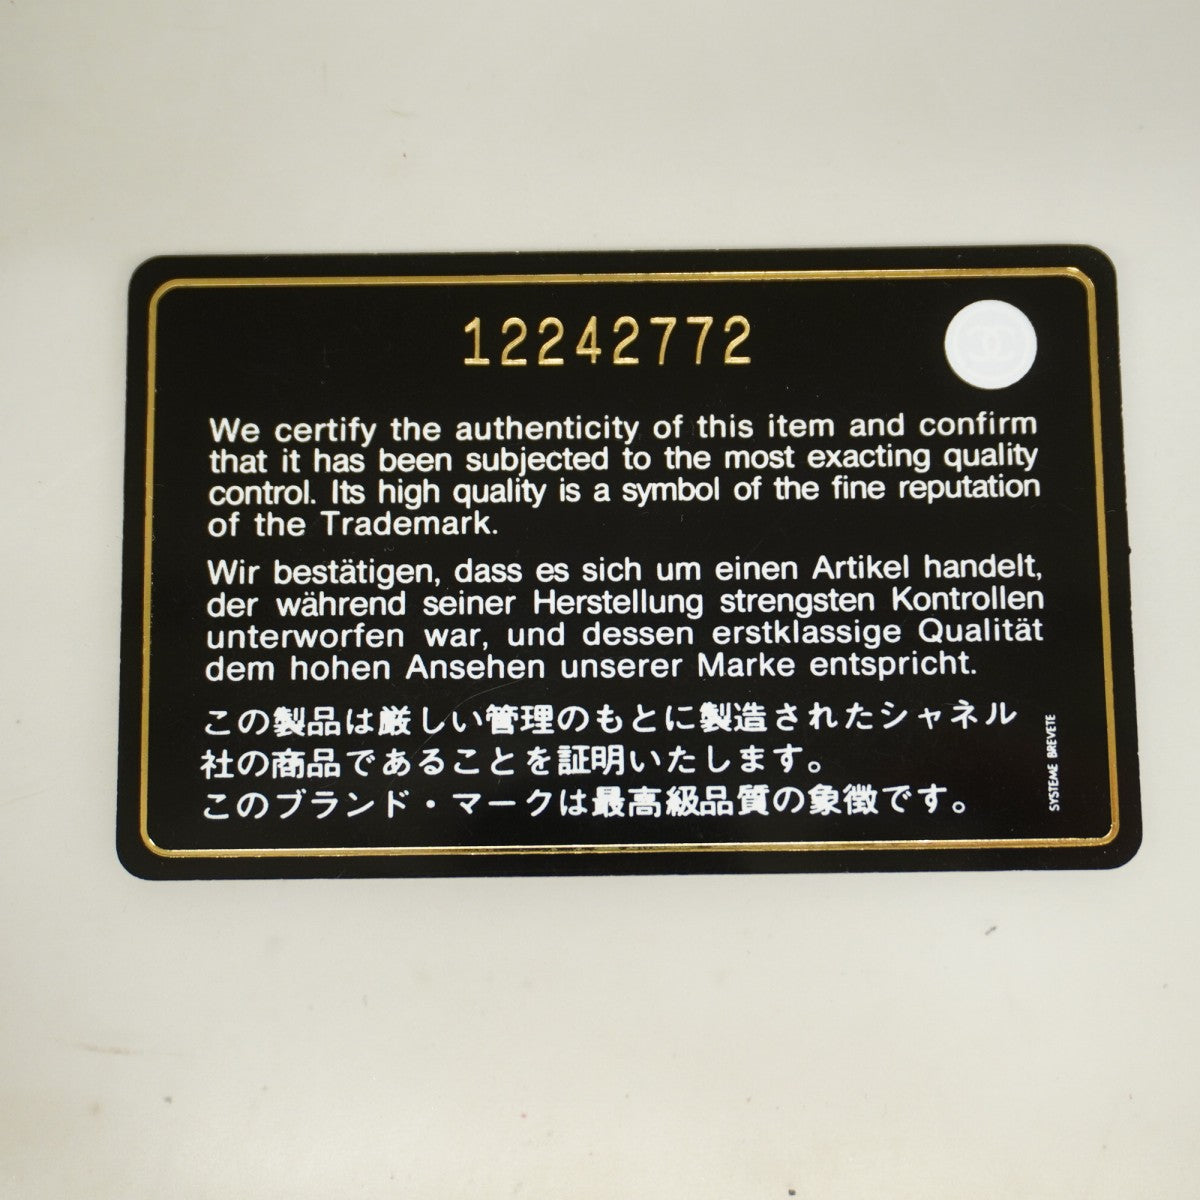 12242772
We certify the authenticity of this item and confirm
that it has been subjected to the most exacting quality
control. Its high quality is a symbol of the fine reputation
of the Trademark.
Wir bestätigen, dass es sich um einen Artikel handelt,
der während seiner Herstellung strengsten Kontrollen
unterworfen war, und dessen erstklassige Qualität
dem hohen Ansehen unserer Marke entspricht.
この製品は厳しい管理のもとに製造されたシャネル
社の商品であることを証明いたします。
このブランド・マークは最高級品質の象徴です。
SYSTEME BREVETE